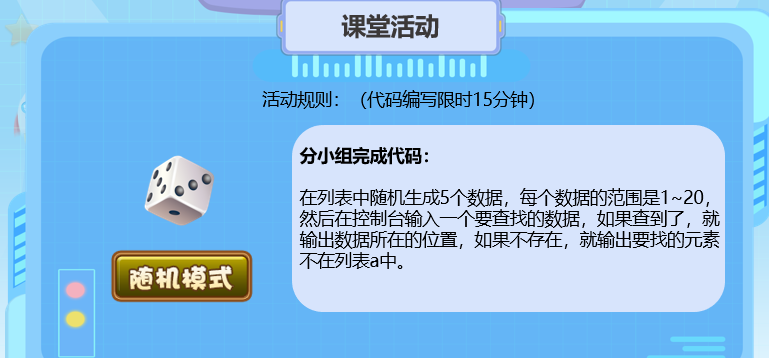 课堂活动
活动规则：（代码编写限时15分钟）
分小组完成代码：
在列表中随机生成5个数据，每个数据的范围是1~20，
然后在控制台输入一个要查找的数据，如果查到了，就
输出数据所在的位置，如果不存在，就输出要找的元素
不在列表a中。
随机模式